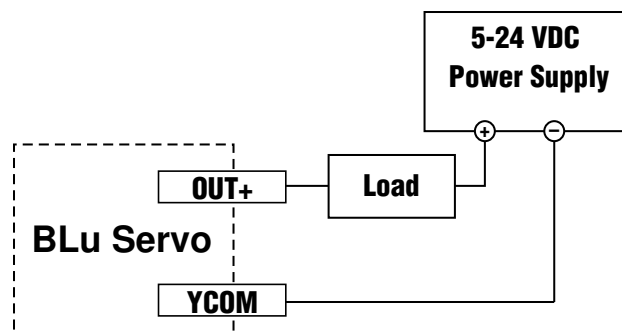 5-24 VDC
Power Supply
+ −
OUT+
Load
BLu Servo
YCOM